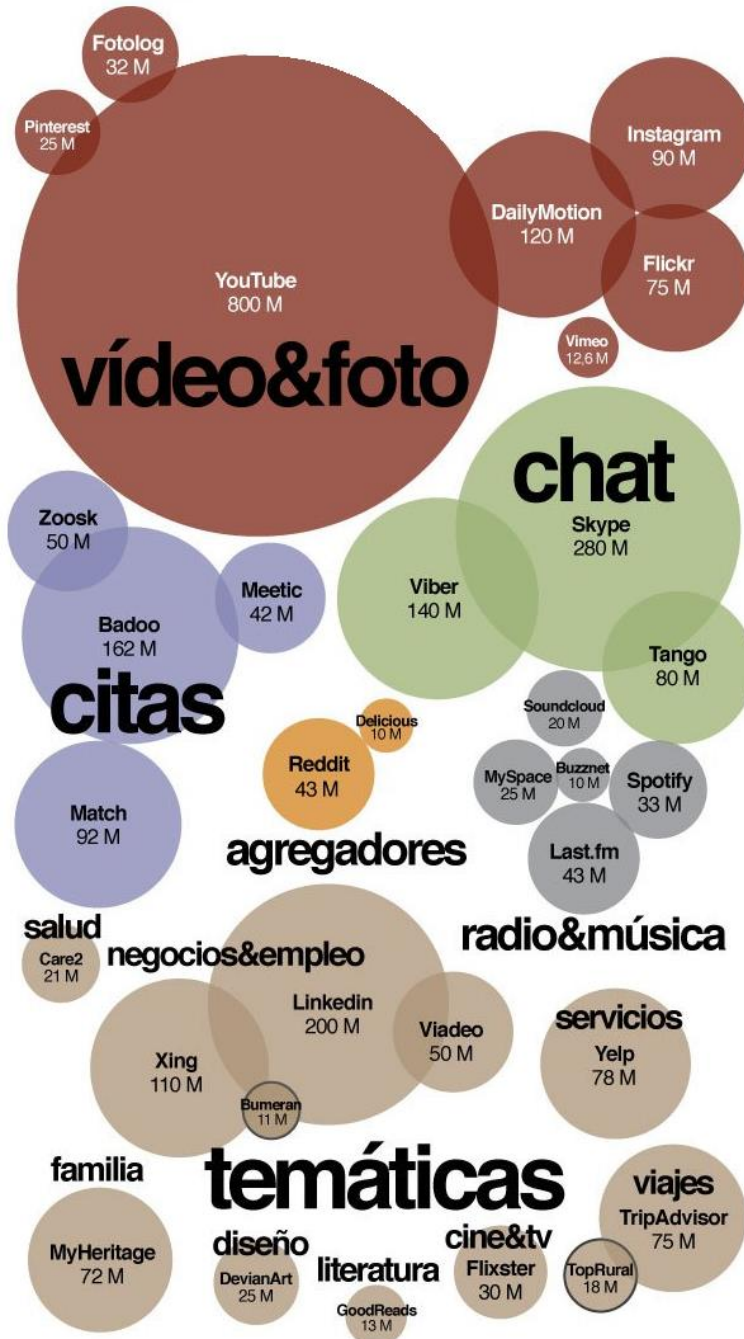 Fotolog
32 M
Pinterest
25 M
Instagram
90 M
DailyMotion
120 M
Flickr
75 M
YouTube
800 M
Vimeo
12,6 M
vídeo&foto
chat
Skype
280 M
Zoosk
50 M
Meetic
42 M
Viber
140 M
Badoo
162 M
Tango
80 M
citas
Soundcloud
20 M
Delicious
10 M
Reddit
43 M
MySpace
25 M
Buzznet
10 M
Spotify
33 M
Match
92 M
agregadores
Last.fm
43 M
radio&música
salud
Care2
21 M
negocios&empleo
Linkedin
200 M
Viadeo
50 M
Xing
110 M
Bumeran
11 M
servicios
Yelp
78 M
temáticas
familia
MyHeritage
72 M
diseño
DevianArt
25 M
literatura
GoodReads
13 M
cine&tv
Flixster
30 M
viajes
TripAdvisor
75 M
TopRural
18 M